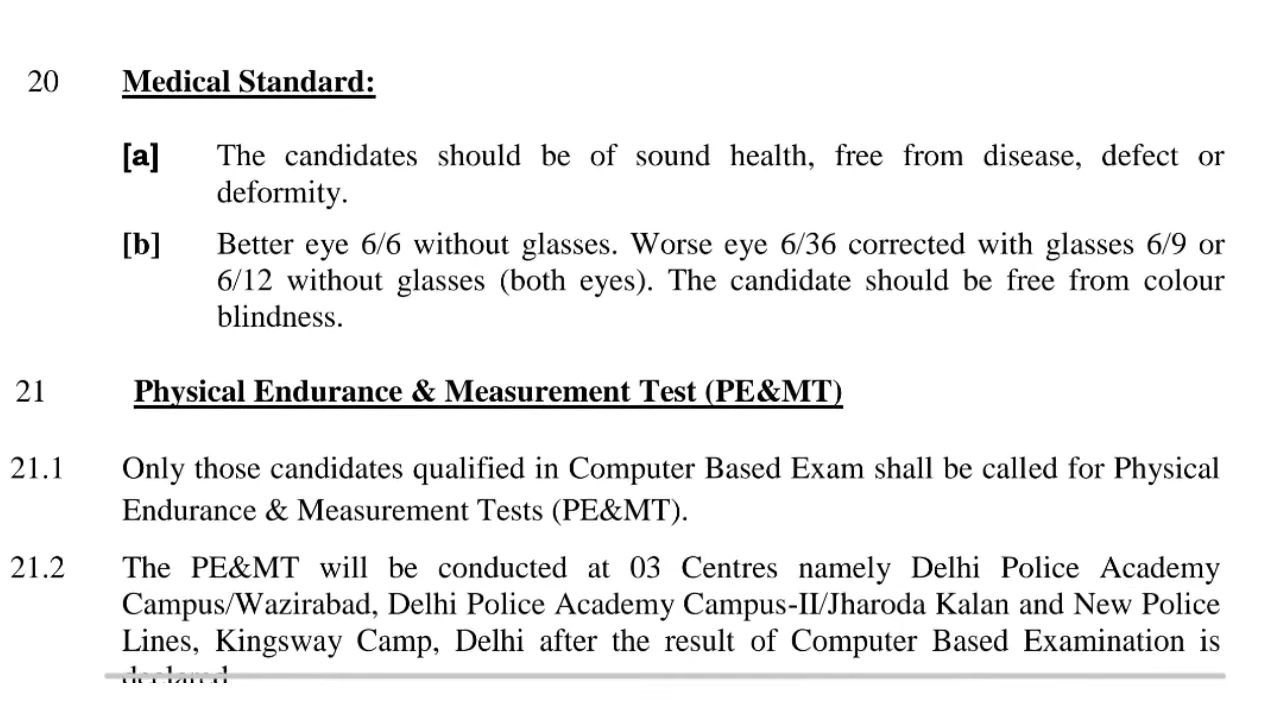 20 Medical Standard:
[a] The candidates should be of sound health, free from disease, defect or
deformity.
[b] Better eye 6/6 without glasses. Worse eye 6/36 corrected with glasses 6/9 or
6/12 without glasses (both eyes). The candidate should be free from colour
blindness.
21 Physical Endurance & Measurement Test (PE&MT)
21.1 Only those candidates qualified in Computer Based Exam shall be called for Physical
Endurance & Measurement Tests (PE&MT).
21.2 The PE&MT will be conducted at 03 Centres namely Delhi Police Academy
Campus/Wazirabad, Delhi Police Academy Campus-II/Jharoda Kalan and New Police
Lines, Kingsway Camp, Delhi after the result of Computer Based Examination is
declared